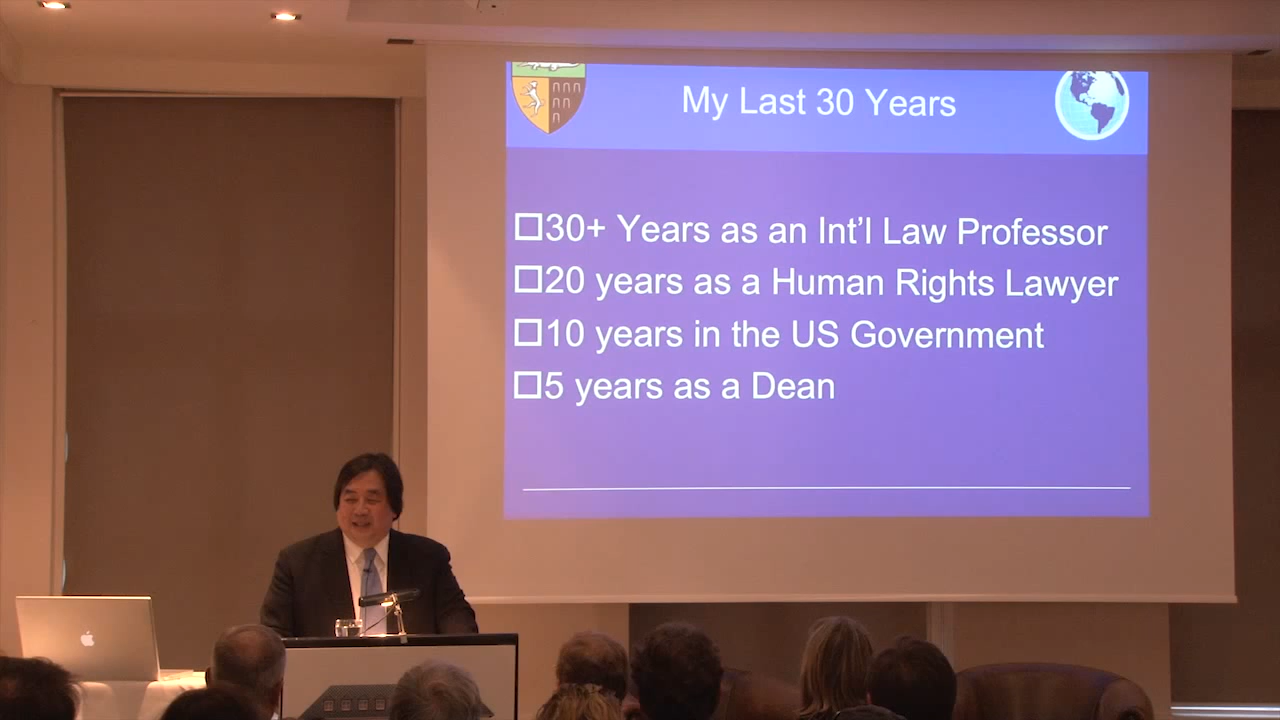 My Last 30 Years
30+ Years as an Int'l Law Professor
20 years as a Human Rights Lawyer
10 years in the US Government
5 years as a Dean